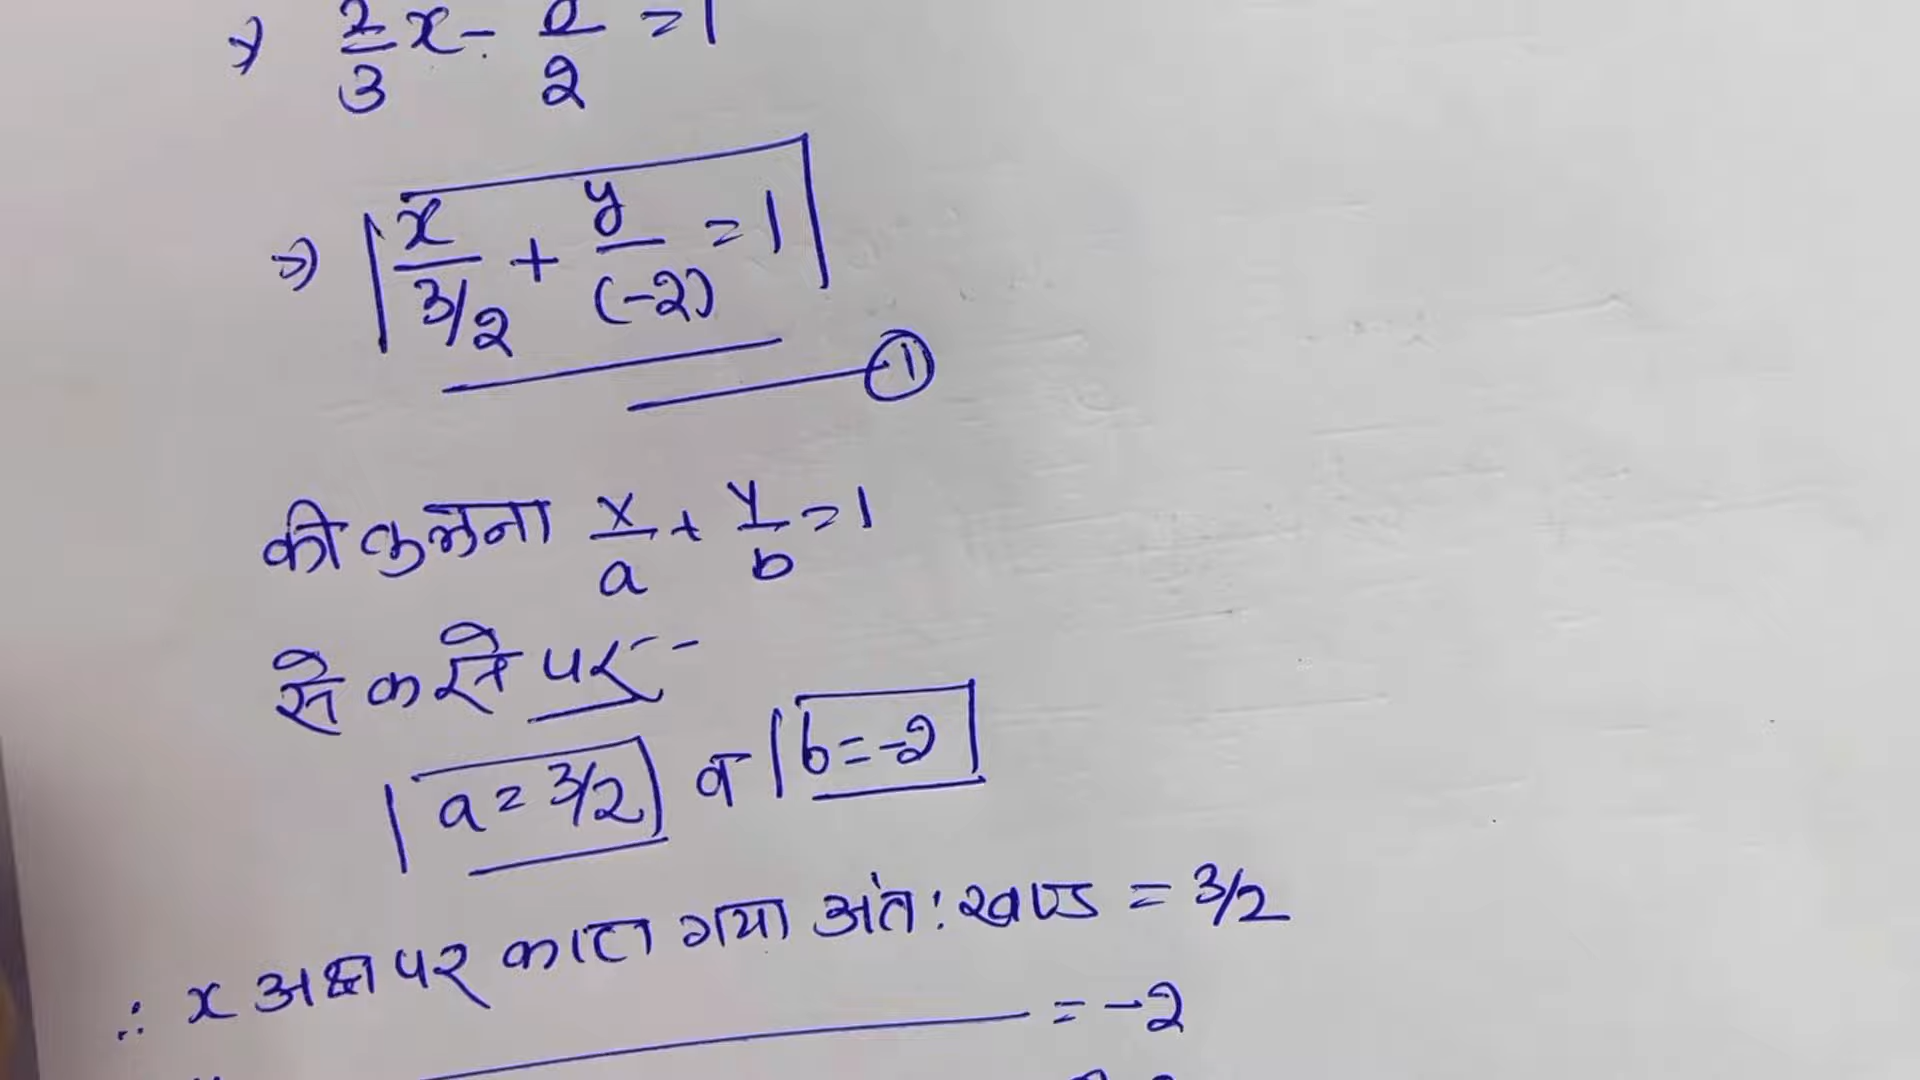 ⇒ 2/3 x - /2 = 1
⇒ x/(3/2) + y/(-2) = 1
①
की तुलना x/a + y/b = 1
से करने पर --
a = 3/2 व b = -2
∴ x अक्ष पर काटा गया अंत: खण्ड = 3/2
= -2